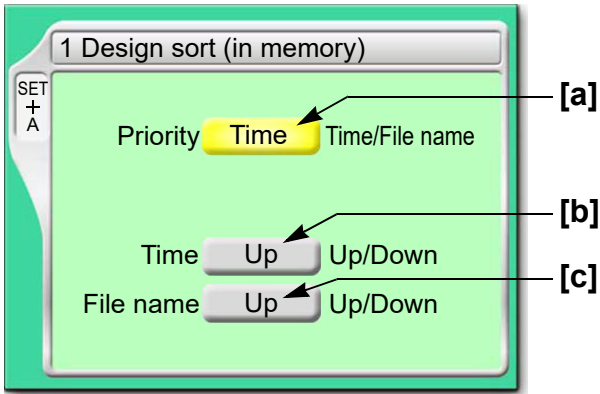 1 Design sort (in memory)
SET
+
A
[a]
Priority Time Time/File name
[b]
Time Up Up/Down
[c]
File name Up Up/Down